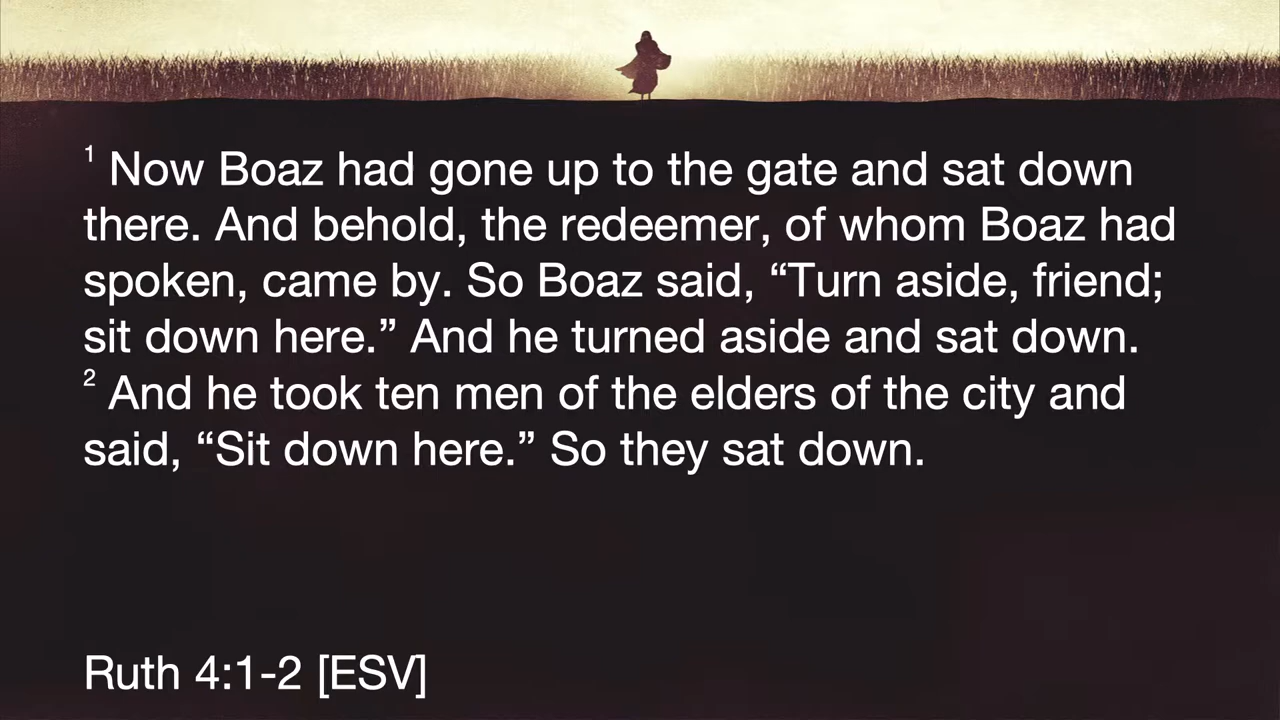 ¹ Now Boaz had gone up to the gate and sat down
there. And behold, the redeemer, of whom Boaz had
spoken, came by. So Boaz said, “Turn aside, friend;
sit down here.” And he turned aside and sat down.
² And he took ten men of the elders of the city and
said, “Sit down here.” So they sat down.
Ruth 4:1-2 [ESV]